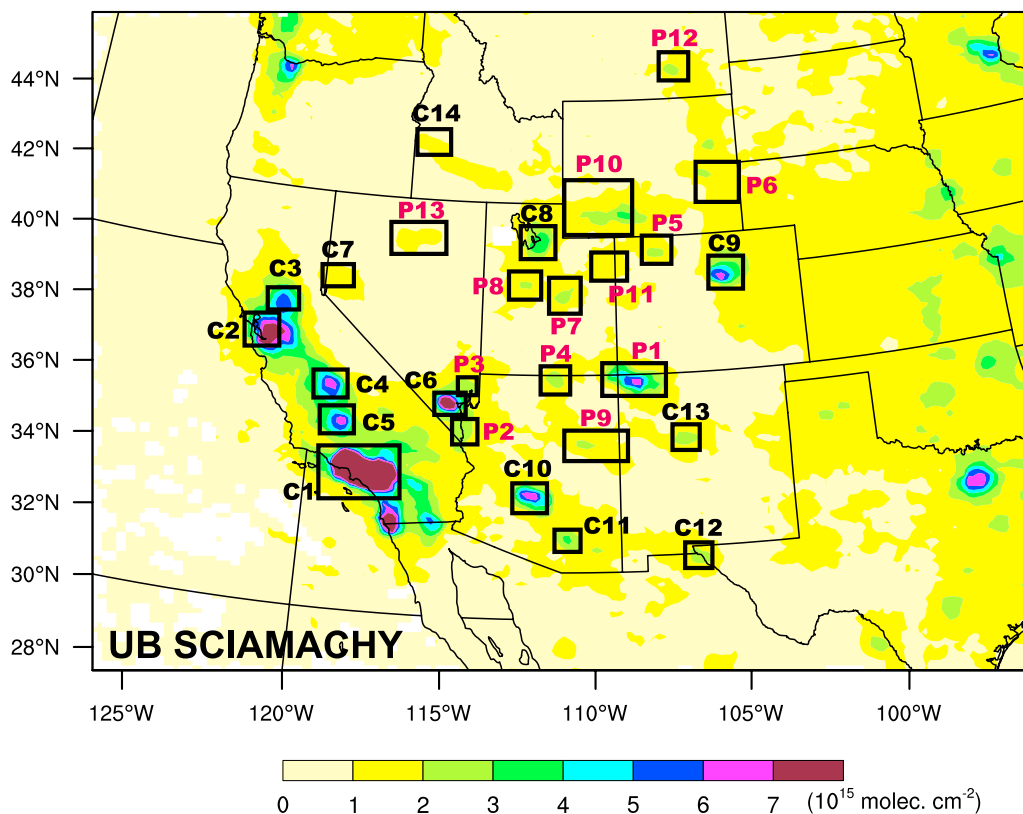 P12
44°N
C14
42°N
P10
P6
40°N
P13
C8
P5
C9
C7
C3
P8
P11
38°N
P7
C2
36°N
P4
P1
P3
C6
C4
C13
C5
P9
P2
34°N
C10
C1
32°N
C11
C12
30°N
28°N
UB SCIAMACHY
125°W 120°W 115°W 110°W 105°W 100°W
0 1 2 3 4 5 6 7 (10¹⁵ molec. cm⁻²)